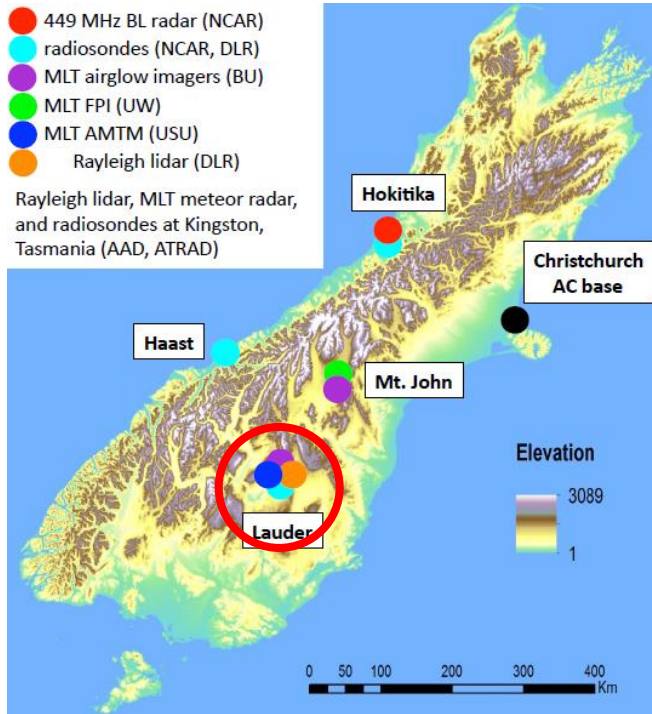 449 MHz BL radar (NCAR)
radiosondes (NCAR, DLR)
MLT airglow imagers (BU)
MLT FPI (UW)
MLT AMTM (USU)
Rayleigh lidar (DLR)
Rayleigh lidar, MLT meteor radar,
and radiosondes at Kingston,
Tasmania (AAD, ATRAD)
Hokitika
Christchurch
AC base
Haast
Mt. John
Lauder
Elevation
3089
1
0 50 100 200 300 400
Km